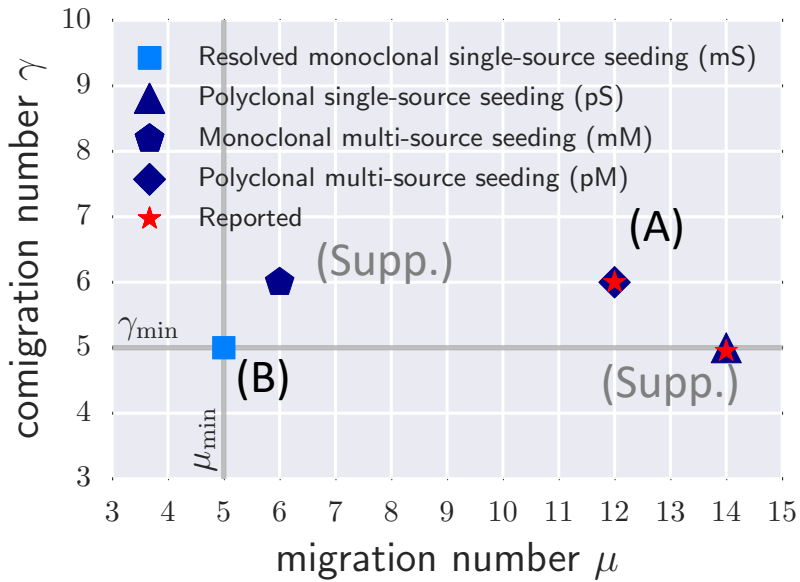 10
9
8
7
6
5
4
3
comigration number γ
Resolved monoclonal single-source seeding (mS)
Polyclonal single-source seeding (pS)
Monoclonal multi-source seeding (mM)
Polyclonal multi-source seeding (pM)
Reported
(A)
(Supp.)
γmin
(B)
(Supp.)
μmin
3 4 5 6 7 8 9 10 11 12 13 14 15
migration number μ